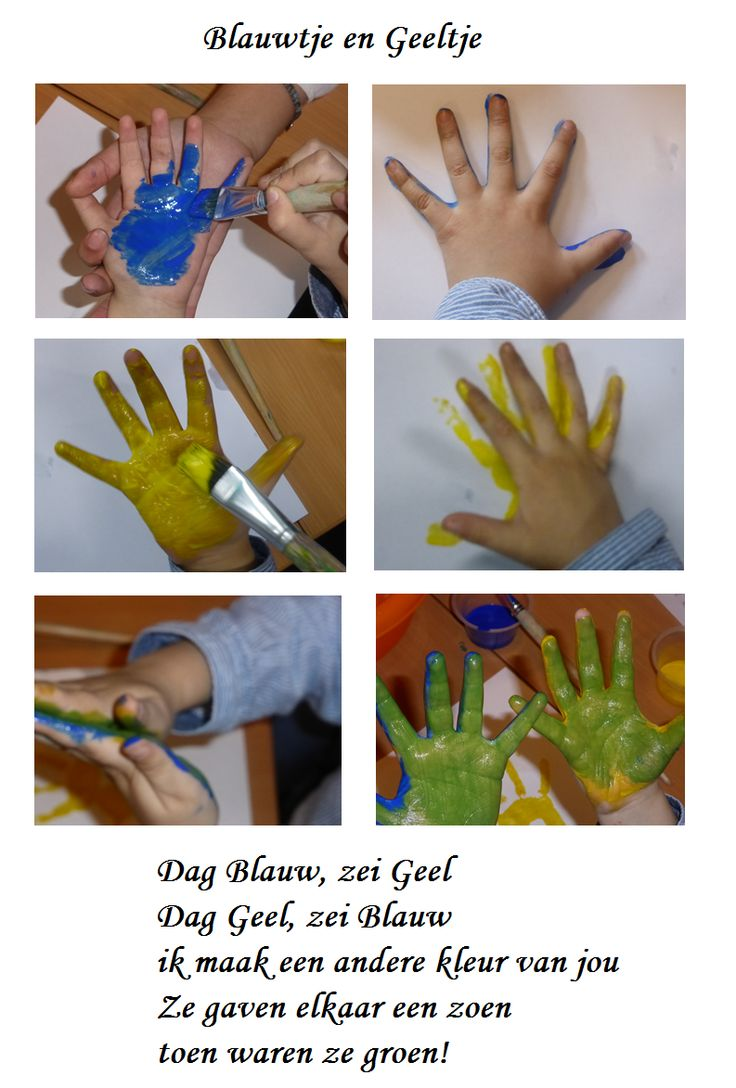 Blauwtje en Geeltje
Dag Blauw, zei Geel
Dag Geel, zei Blauw
ik maak een andere kleur van jou
Ze gaven elkaar een zoen
toen waren ze groen!